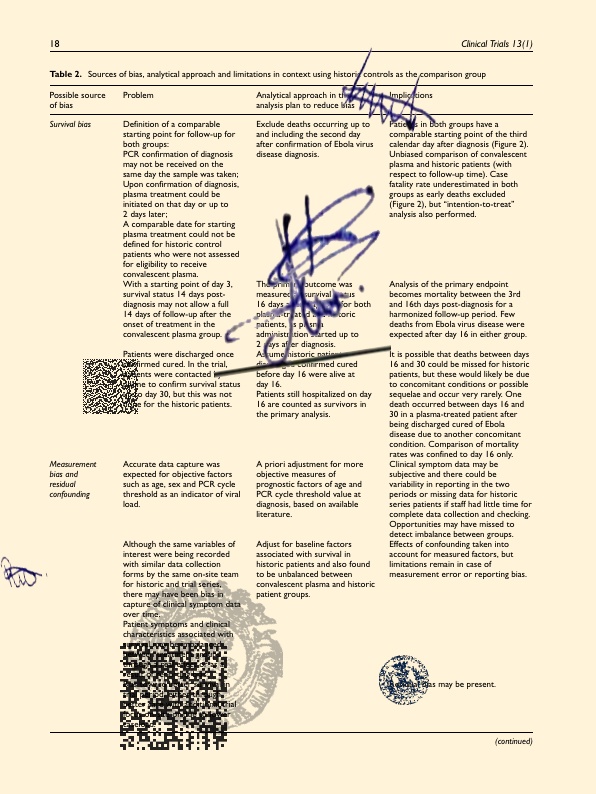 18
Clinical Trials 13(1)
Table 2. Sources of bias, analytical approach and limitations in context using historic controls as the comparison group
Possible source
of bias
Problem
Analytical approach in
analysis plan to reduce bias
Implications
Survival bias
Definition of a comparable
starting point for follow-up for
both groups:
PCR confirmation of diagnosis
may not be received on the
same day the sample was taken;
Upon confirmation of diagnosis,
plasma treatment could be
initiated on that day or up to
2 days later;
A comparable date for starting
plasma treatment could not be
defined for historic control
patients who were not assessed
for eligibility to receive
convalescent plasma.
Exclude deaths occurring up to
and including the second day
after confirmation of Ebola virus
disease diagnosis.
Patients in both groups have a
comparable starting point of the third
calendar day after diagnosis (Figure 2).
Unbiased comparison of convalescent
plasma and historic patients (with
respect to follow-up time). Case
fatality rate underestimated in both
groups as early deaths excluded
(Figure 2), but “intention-to-treat”
analysis also performed.
With a starting point of day 3,
survival status 14 days post-
diagnosis may not allow a full
14 days of follow-up after the
onset of treatment in the
convalescent plasma group.
The outcome was
measured survival
16 days for both
patients, as
started up to
2 days after diagnosis.
Analysis of the primary endpoint
becomes mortality between the 3rd
and 16th days post-diagnosis for a
harmonized follow-up period. Few
deaths from Ebola virus disease were
expected after day 16 in either group.
Patients were discharged once
cured. In the trial,
were contacted by
to confirm survival status
to day 30, but this was not
for the historic patients.
historic
confirmed cured
before day 16 were alive at
day 16.
Patients still hospitalized on day
16 are counted as survivors in
the primary analysis.
It is possible that deaths between days
16 and 30 could be missed for historic
patients, but these would likely be due
to concomitant conditions or possible
sequelae and occur very rarely. One
death occurred between days 16 and
30 in a plasma-treated patient after
being discharged cured of Ebola
disease due to another concomitant
condition. Comparison of mortality
rates was confined to day 16 only.
Measurement
bias and
residual
confounding
Accurate data capture was
expected for objective factors
such as age, sex and PCR cycle
threshold as an indicator of viral
load.
A priori adjustment for more
objective measures of
prognostic factors of age and
PCR cycle threshold value at
diagnosis, based on available
literature.
Clinical symptom data may be
subjective and there could be
variability in reporting in the two
periods or missing data for historic
series patients if staff had little time for
complete data collection and checking.
Opportunities may have missed to
detect imbalance between groups.
Although the same variables of
interest were being recorded
with similar data collection
forms by the same on-site team
for historic and trial series,
there may have been bias in
capture of clinical symptom data
over time.
Adjust for baseline factors
associated with survival in
historic patients and also found
to be unbalanced between
convalescent plasma and historic
patient groups.
Effects of confounding taken into
account for measured factors, but
limitations remain in case of
measurement error or reporting bias.
Patient symptoms and clinical
characteristics associated with
bias may be present.
(continued)